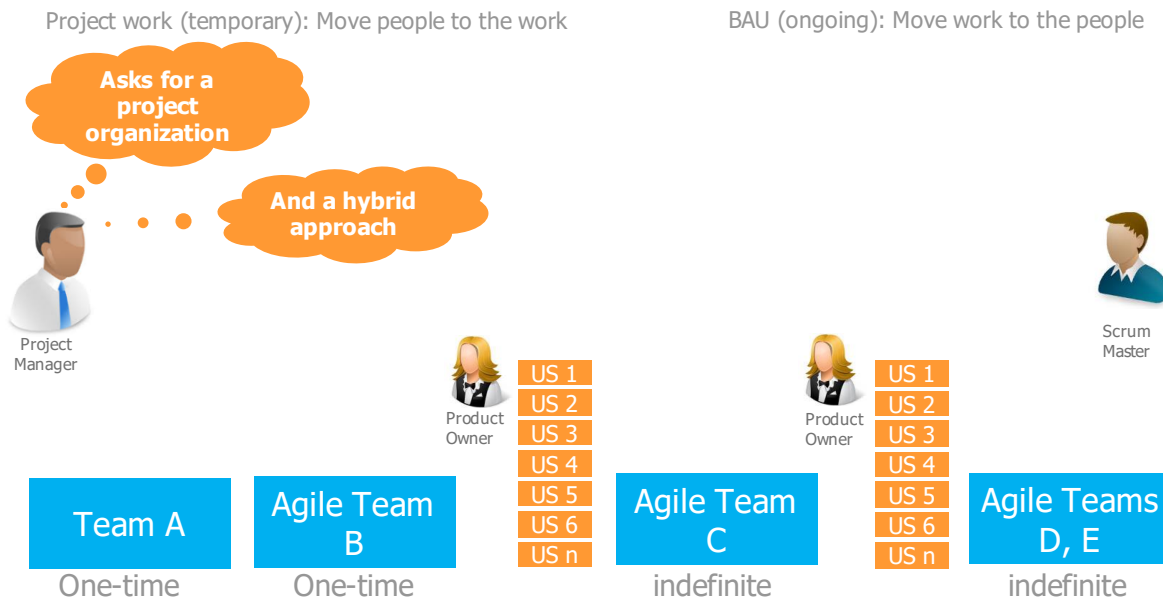 Project work (temporary): Move people to the work
BAU (ongoing): Move work to the people
Asks for a
project
organization
And a hybrid
approach
Project
Manager
Scrum
Master
Product
Owner
US 1
US 2
US 3
US 4
US 5
US 6
US n
Product
Owner
US 1
US 2
US 3
US 4
US 5
US 6
US n
Team A
One-time
Agile Team
B
One-time
Agile Team
C
indefinite
Agile Teams
D, E
indefinite